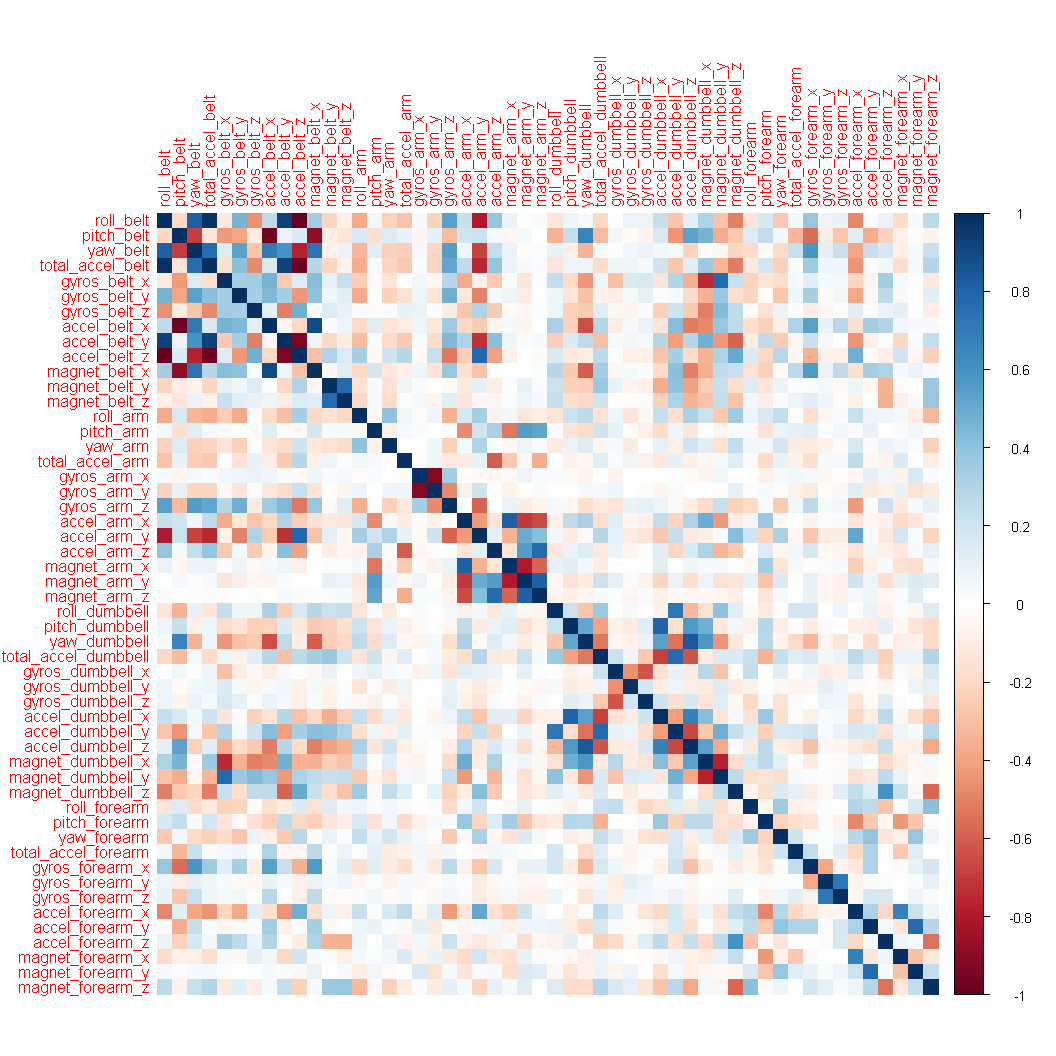 roll_belt
pitch_belt
yaw_belt
total_accel_belt
gyros_belt_x
gyros_belt_y
gyros_belt_z
accel_belt_x
accel_belt_y
accel_belt_z
magnet_belt_x
magnet_belt_y
magnet_belt_z
roll_arm
pitch_arm
yaw_arm
total_accel_arm
gyros_arm_x
gyros_arm_y
gyros_arm_z
accel_arm_x
accel_arm_y
accel_arm_z
magnet_arm_x
magnet_arm_y
magnet_arm_z
roll_dumbbell
pitch_dumbbell
yaw_dumbbell
total_accel_dumbbell
gyros_dumbbell_x
gyros_dumbbell_y
gyros_dumbbell_z
accel_dumbbell_x
accel_dumbbell_y
accel_dumbbell_z
magnet_dumbbell_x
magnet_dumbbell_y
magnet_dumbbell_z
roll_forearm
pitch_forearm
yaw_forearm
total_accel_forearm
gyros_forearm_x
gyros_forearm_y
gyros_forearm_z
accel_forearm_x
accel_forearm_y
accel_forearm_z
magnet_forearm_x
magnet_forearm_y
magnet_forearm_z
roll_belt
pitch_belt
yaw_belt
total_accel_belt
gyros_belt_x
gyros_belt_y
gyros_belt_z
accel_belt_x
accel_belt_y
accel_belt_z
magnet_belt_x
magnet_belt_y
magnet_belt_z
roll_arm
pitch_arm
yaw_arm
total_accel_arm
gyros_arm_x
gyros_arm_y
gyros_arm_z
accel_arm_x
accel_arm_y
accel_arm_z
magnet_arm_x
magnet_arm_y
magnet_arm_z
roll_dumbbell
pitch_dumbbell
yaw_dumbbell
total_accel_dumbbell
gyros_dumbbell_x
gyros_dumbbell_y
gyros_dumbbell_z
accel_dumbbell_x
accel_dumbbell_y
accel_dumbbell_z
magnet_dumbbell_x
magnet_dumbbell_y
magnet_dumbbell_z
roll_forearm
pitch_forearm
yaw_forearm
total_accel_forearm
gyros_forearm_x
gyros_forearm_y
gyros_forearm_z
accel_forearm_x
accel_forearm_y
accel_forearm_z
magnet_forearm_x
magnet_forearm_y
magnet_forearm_z
1
0.8
0.6
0.4
0.2
0
-0.2
-0.4
-0.6
-0.8
-1